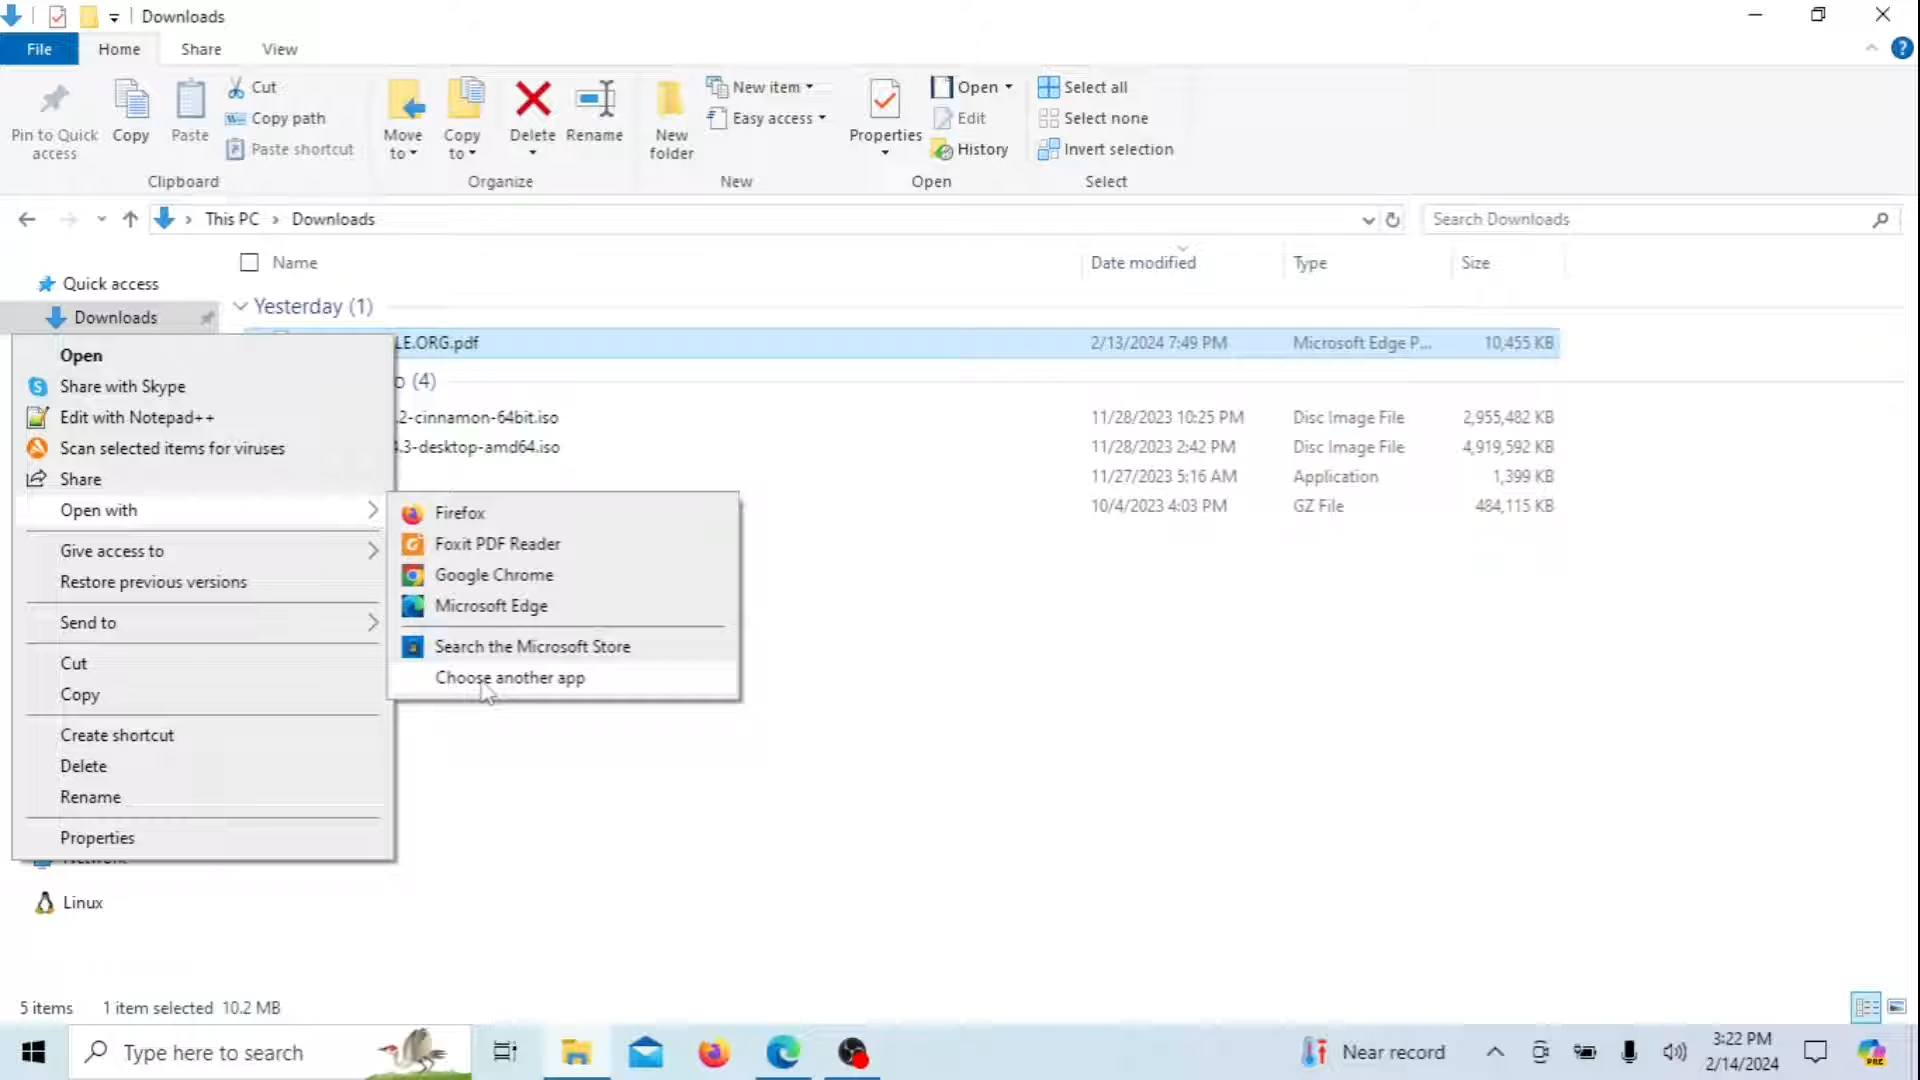 Downloads
File Home Share View
Pin to Quick access
Copy
Paste
Cut
Copy path
Paste shortcut
Clipboard
Move to
Copy to
Delete
Rename
Organize
New folder
New item
Easy access
New
Properties
Open
Edit
History
Open
Select all
Select none
Invert selection
Select
This PC > Downloads
Search Downloads
Name Date modified Type Size
Quick access
Downloads
Yesterday (1)
LE.ORG.pdf 2/13/2024 7:49 PM Microsoft Edge P... 10,455 KB
o (4)
.2-cinnamon-64bit.iso 11/28/2023 10:25 PM Disc Image File 2,955,482 KB
.3-desktop-amd64.iso 11/28/2023 2:42 PM Disc Image File 4,919,592 KB
11/27/2023 5:16 AM Application 1,399 KB
10/4/2023 4:03 PM GZ File 484,115 KB
Open
Share with Skype
Edit with Notepad++
Scan selected items for viruses
Share
Open with
Give access to
Restore previous versions
Send to
Cut
Copy
Create shortcut
Delete
Rename
Properties
Firefox
Foxit PDF Reader
Google Chrome
Microsoft Edge
Search the Microsoft Store
Choose another app
Linux
5 items 1 item selected 10.2 MB
Type here to search
Near record
3:22 PM
2/14/2024
PRE